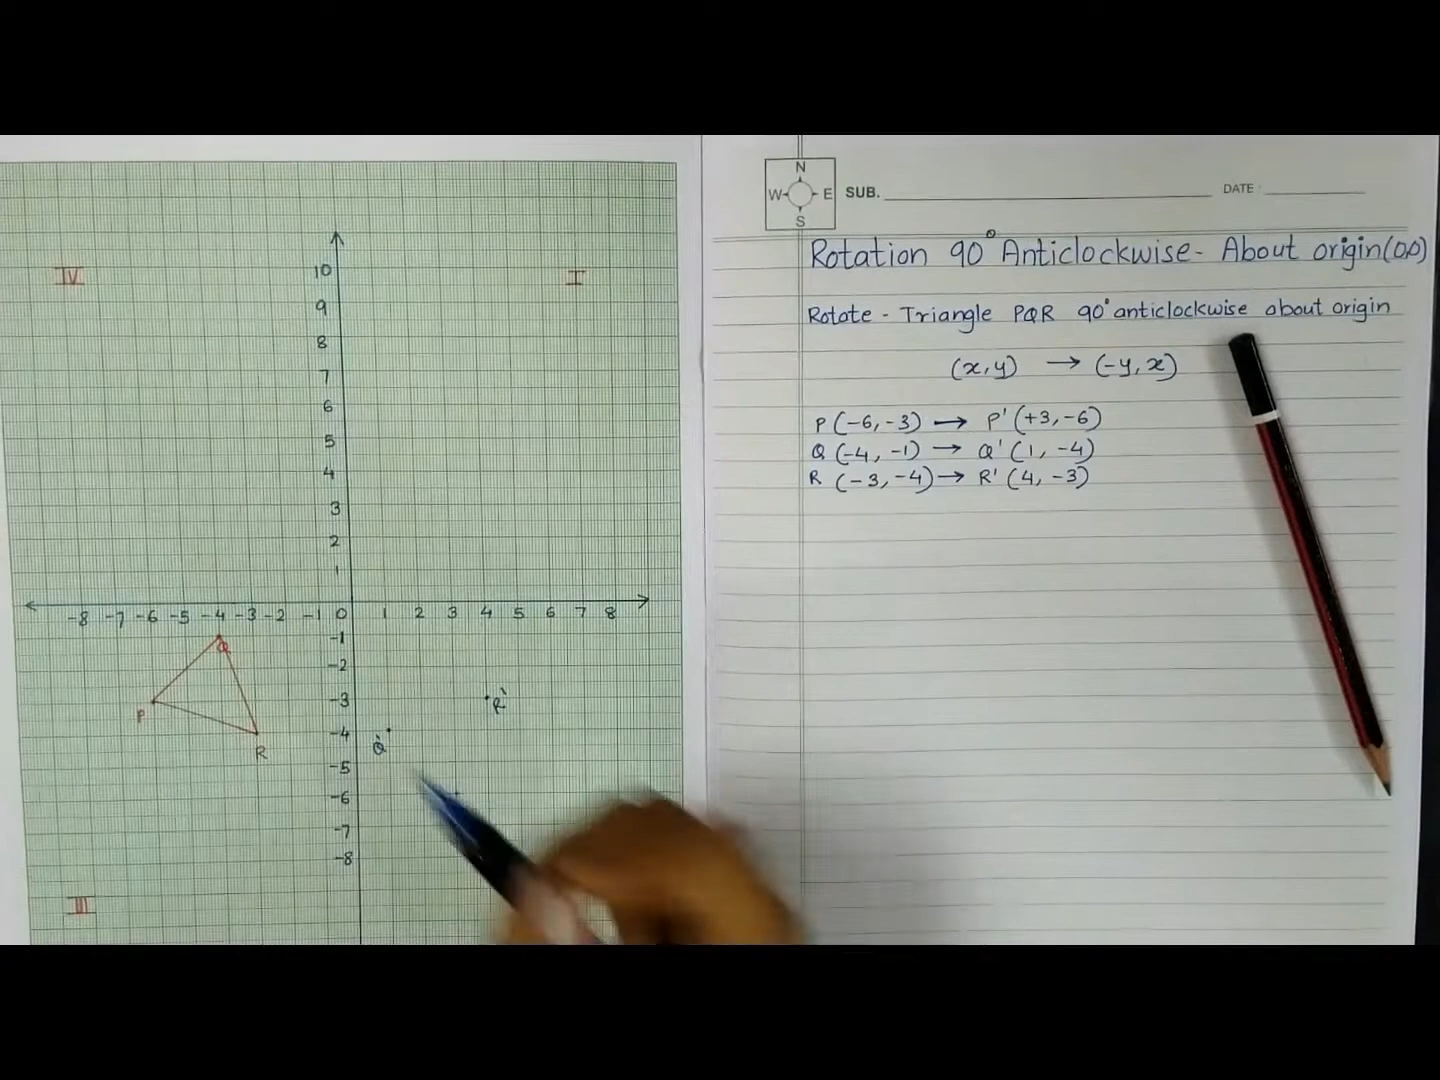 N
W E SUB. DATE :
S
Rotation 90° Anticlockwise - About origin(0,0)
Rotate - Triangle PQR 90° anticlockwise about origin
(x,y) → (-y,x)
P(-6,-3) → P'(+3,-6)
Q(-4,-1) → Q'(1,-4)
R(-3,-4) → R'(4,-3)
IV I
10
9
8
7
6
5
4
3
2
1
-8 -7 -6 -5 -4 -3 -2 -1 0 1 2 3 4 5 6 7 8
-1
Q
-2
-3
R'
P
-4
Q'
R
-5
-6
-7
-8
III